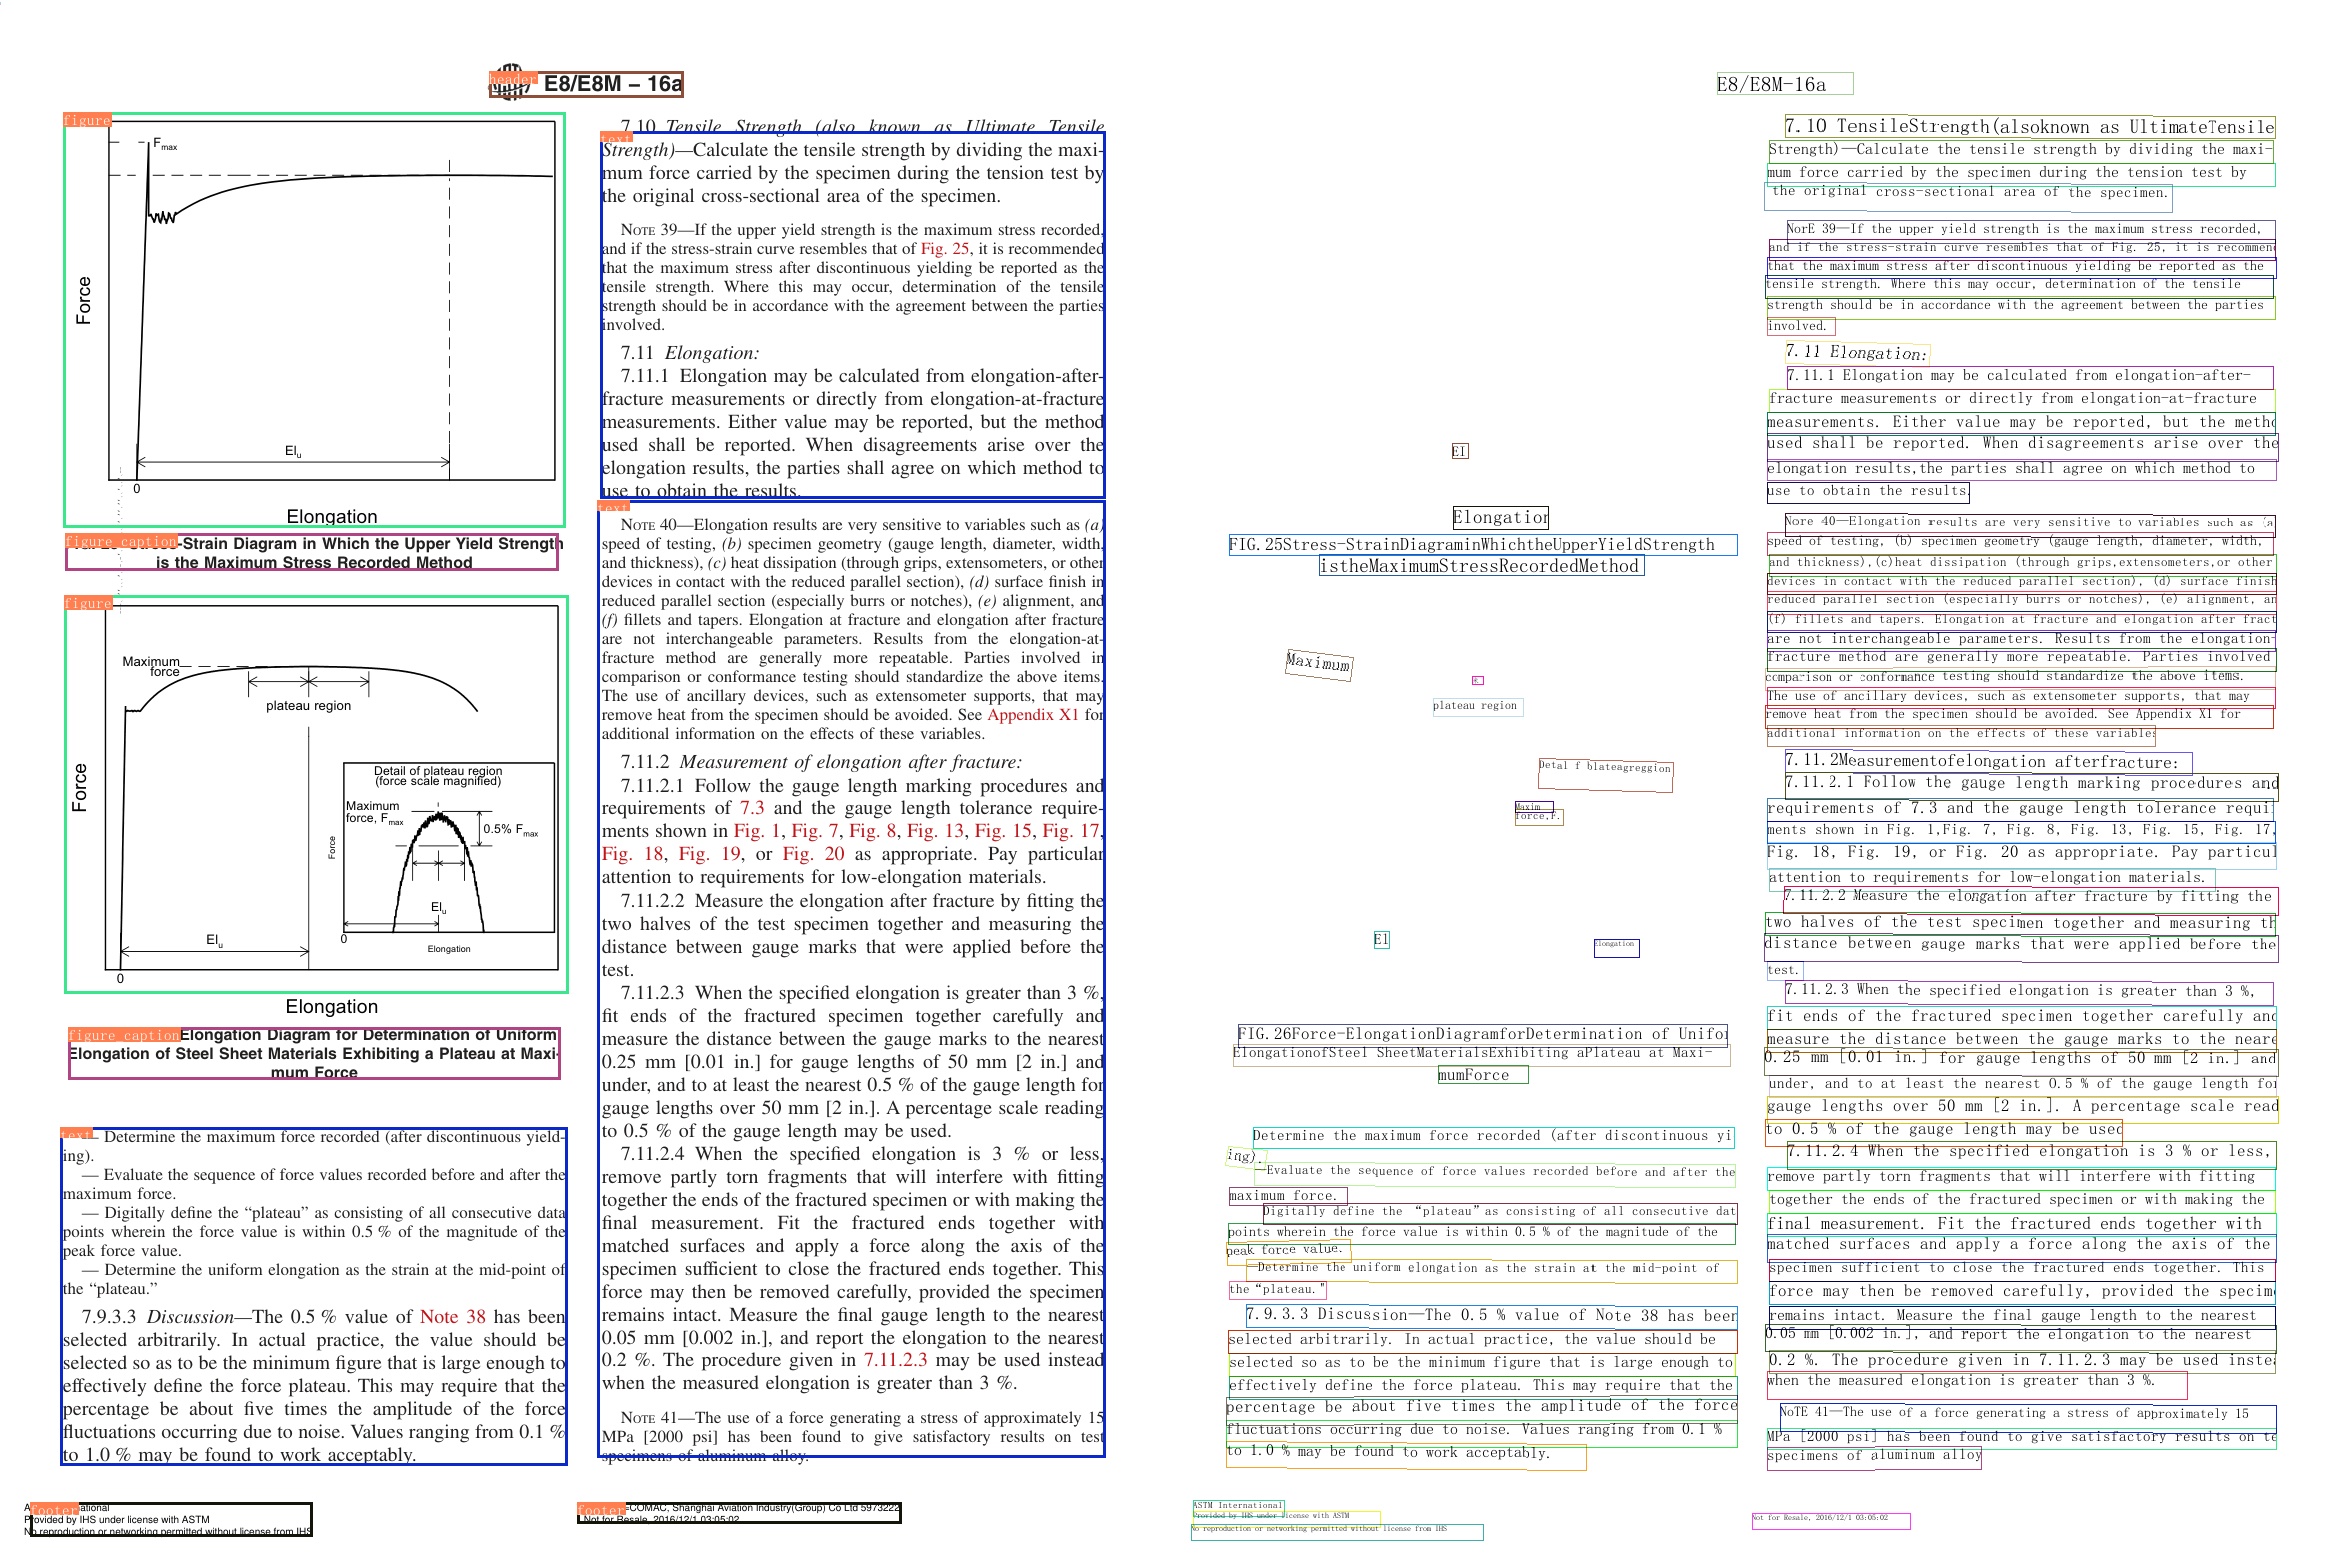 header E8/E8M – 16a
figure
Fmax
Force
Elu
0
Elongation
figure caption -Strain Diagram in Which the Upper Yield Strength
is the Maximum Stress Recorded Method
figure
Maximum
force
plateau region
Force
Detail of plateau region
(force scale magnified)
Maximum
force, Fmax
0.5% Fmax
Force
Elu
0
Elongation
Elu
0
Elongation
figure caption Elongation Diagram for Determination of Uniform
Elongation of Steel Sheet Materials Exhibiting a Plateau at Maxi-
mum Force
text
— Determine the maximum force recorded (after discontinuous yield-
ing).
— Evaluate the sequence of force values recorded before and after the
maximum force.
— Digitally define the “plateau” as consisting of all consecutive data
points wherein the force value is within 0.5 % of the magnitude of the
peak force value.
— Determine the uniform elongation as the strain at the mid-point of
the “plateau.”
7.9.3.3 Discussion—The 0.5 % value of Note 38 has been
selected arbitrarily. In actual practice, the value should be
selected so as to be the minimum figure that is large enough to
effectively define the force plateau. This may require that the
percentage be about five times the amplitude of the force
fluctuations occurring due to noise. Values ranging from 0.1 %
to 1.0 % may be found to work acceptably.
7.10 Tensile Strength (also known as Ultimate Tensile
text
Strength)—Calculate the tensile strength by dividing the maxi-
mum force carried by the specimen during the tension test by
the original cross-sectional area of the specimen.
NOTE 39—If the upper yield strength is the maximum stress recorded,
and if the stress-strain curve resembles that of Fig. 25, it is recommended
that the maximum stress after discontinuous yielding be reported as the
tensile strength. Where this may occur, determination of the tensile
strength should be in accordance with the agreement between the parties
involved.
7.11 Elongation:
7.11.1 Elongation may be calculated from elongation-after-
fracture measurements or directly from elongation-at-fracture
measurements. Either value may be reported, but the method
used shall be reported. When disagreements arise over the
elongation results, the parties shall agree on which method to
use to obtain the results.
text
NOTE 40—Elongation results are very sensitive to variables such as (a)
speed of testing, (b) specimen geometry (gauge length, diameter, width,
and thickness), (c) heat dissipation (through grips, extensometers, or other
devices in contact with the reduced parallel section), (d) surface finish in
reduced parallel section (especially burrs or notches), (e) alignment, and
(f) fillets and tapers. Elongation at fracture and elongation after fracture
are not interchangeable parameters. Results from the elongation-at-
fracture method are generally more repeatable. Parties involved in
comparison or conformance testing should standardize the above items.
The use of ancillary devices, such as extensometer supports, that may
remove heat from the specimen should be avoided. See Appendix X1 for
additional information on the effects of these variables.
7.11.2 Measurement of elongation after fracture:
7.11.2.1 Follow the gauge length marking procedures and
requirements of 7.3 and the gauge length tolerance require-
ments shown in Fig. 1, Fig. 7, Fig. 8, Fig. 13, Fig. 15, Fig. 17,
Fig. 18, Fig. 19, or Fig. 20 as appropriate. Pay particular
attention to requirements for low-elongation materials.
7.11.2.2 Measure the elongation after fracture by fitting the
two halves of the test specimen together and measuring the
distance between gauge marks that were applied before the
test.
7.11.2.3 When the specified elongation is greater than 3 %,
fit ends of the fractured specimen together carefully and
measure the distance between the gauge marks to the nearest
0.25 mm [0.01 in.] for gauge lengths of 50 mm [2 in.] and
under, and to at least the nearest 0.5 % of the gauge length for
gauge lengths over 50 mm [2 in.]. A percentage scale reading
to 0.5 % of the gauge length may be used.
7.11.2.4 When the specified elongation is 3 % or less,
remove partly torn fragments that will interfere with fitting
together the ends of the fractured specimen or with making the
final measurement. Fit the fractured ends together with
matched surfaces and apply a force along the axis of the
specimen sufficient to close the fractured ends together. This
force may then be removed carefully, provided the specimen
remains intact. Measure the final gauge length to the nearest
0.05 mm [0.002 in.], and report the elongation to the nearest
0.2 %. The procedure given in 7.11.2.3 may be used instead
when the measured elongation is greater than 3 %.
NOTE 41—The use of a force generating a stress of approximately 15
MPa [2000 psi] has been found to give satisfactory results on test
specimens of aluminum alloy.
footer
Provided by IHS under license with ASTM
No reproduction or networking permitted without license from IHS
footer =COMAC, Shanghai Aviation Industry(Group) Co Ltd 5973222
Not for Resale, 2016/12/1 03:05:02
E8/E8M-16a
EI
Elongation
FIG.25Stress-StrainDiagraminWhichtheUpperYieldStrength
istheMaximumStressRecordedMethod
Maximum
plateau region
Detal f blateagreggion
Maxim
force,F.
El
Elongation
FIG.26Force-ElongationDiagramforDetermination of Unifor
ElongationofSteel SheetMaterialsExhibiting aPlateau at Maxi-
mumForce
Determine the maximum force recorded (after discontinuous yi
ing).
—Evaluate the sequence of force values recorded before and after the
maximum force.
Digitally define the “plateau”as consisting of all consecutive dat
points wherein the force value is within 0.5 % of the magnitude of the
peak force value.
—Determine the uniform elongation as the strain at the mid-point of
the“plateau."
7.9.3.3 Discussion—The 0.5 % value of Note 38 has been
selected arbitrarily. In actual practice, the value should be
selected so as to be the minimum figure that is large enough to
effectively define the force plateau. This may require that the
percentage be about five times the amplitude of the force
fluctuations occurring due to noise. Values ranging from 0.1 %
to 1.0 % may be found to work acceptably.
7.10 TensileStrength(alsoknown as UltimateTensile
Strength)—Calculate the tensile strength by dividing the maxi-
mum force carried by the specimen during the tension test by
the original cross-sectional area of the specimen.
NorE 39—If the upper yield strength is the maximum stress recorded,
and if the stress-strain curve resembles that of Fig. 25, it is recommen
that the maximum stress after discontinuous yielding be reported as the
tensile strength. Where this may occur, determination of the tensile
strength should be in accordance with the agreement between the parties
involved.
7.11 Elongation:
7.11.1 Elongation may be calculated from elongation-after-
fracture measurements or directly from elongation-at-fracture
measurements. Either value may be reported, but the metho
used shall be reported. When disagreements arise over the
elongation results,the parties shall agree on which method to
use to obtain the results.
Nore 40—Elongation results are very sensitive to variables such as (a
speed of testing, (b) specimen geometry (gauge length, diameter, width,
and thickness),(c)heat dissipation (through grips,extensometers,or other
devices in contact with the reduced parallel section), (d) surface finish
reduced parallel section (especially burrs or notches), (e) alignment, an
(f) fillets and tapers. Elongation at fracture and elongation after fract
are not interchangeable parameters. Results from the elongation-
fracture method are generally more repeatable. Parties involved
comparison or conformance testing should standardize the above items.
The use of ancillary devices, such as extensometer supports, that may
remove heat from the specimen should be avoided. See Appendix X1 for
additional information on the effects of these variables
7.11.2Measurementofelongation afterfracture:
7.11.2.1 Follow the gauge length marking procedures and
requirements of 7.3 and the gauge length tolerance requi
ments shown in Fig. 1,Fig. 7, Fig. 8, Fig. 13, Fig. 15, Fig. 17,
Fig. 18, Fig. 19, or Fig. 20 as appropriate. Pay particul
attention to requirements for low-elongation materials.
7.11.2.2 Measure the elongation after fracture by fitting the
two halves of the test specimen together and measuring th
distance between gauge marks that were applied before the
test.
7.11.2.3 When the specified elongation is greater than 3 %,
fit ends of the fractured specimen together carefully and
measure the distance between the gauge marks to the neare
0.25 mm [0.01 in.] for gauge lengths of 50 mm [2 in.] and
under, and to at least the nearest 0.5 % of the gauge length for
gauge lengths over 50 mm [2 in.]. A percentage scale read
to 0.5 % of the gauge length may be used
7.11.2.4 When the specified elongation is 3 % or less,
remove partly torn fragments that will interfere with fitting
together the ends of the fractured specimen or with making the
final measurement. Fit the fractured ends together with
matched surfaces and apply a force along the axis of the
specimen sufficient to close the fractured ends together. This
force may then be removed carefully, provided the specime
remains intact. Measure the final gauge length to the nearest
0.05 mm [0.002 in.], and report the elongation to the nearest
0.2 %. The procedure given in 7.11.2.3 may be used instea
when the measured elongation is greater than 3 %.
NoTE 41—The use of a force generating a stress of approximately 15
MPa [2000 psi] has been found to give satisfactory results on te
specimens of aluminum alloy
ASTM International
Provided by IHS under license with ASTM
No reproduction or networking permitted without license from IHS
Not for Resale, 2016/12/1 03:05:02